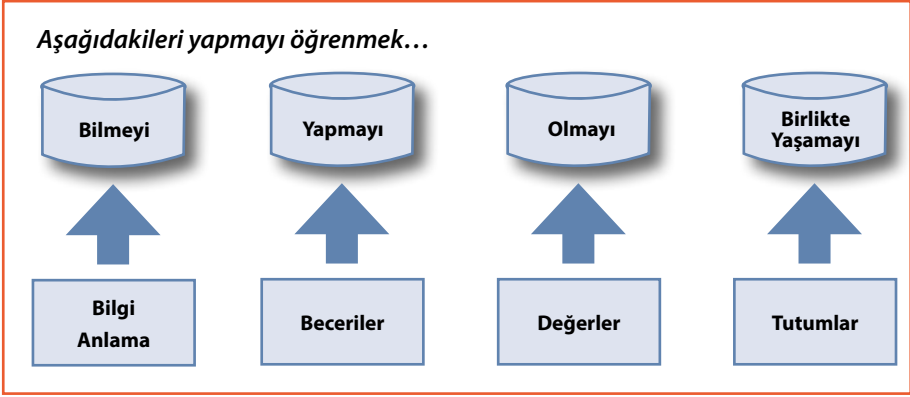 Aşağıdakileri yapmayı öğrenmek…
Bilmeyi
Yapmayı
Olmayı
Birlikte
Yaşamayı
Bilgi
Anlama
Beceriler
Değerler
Tutumlar